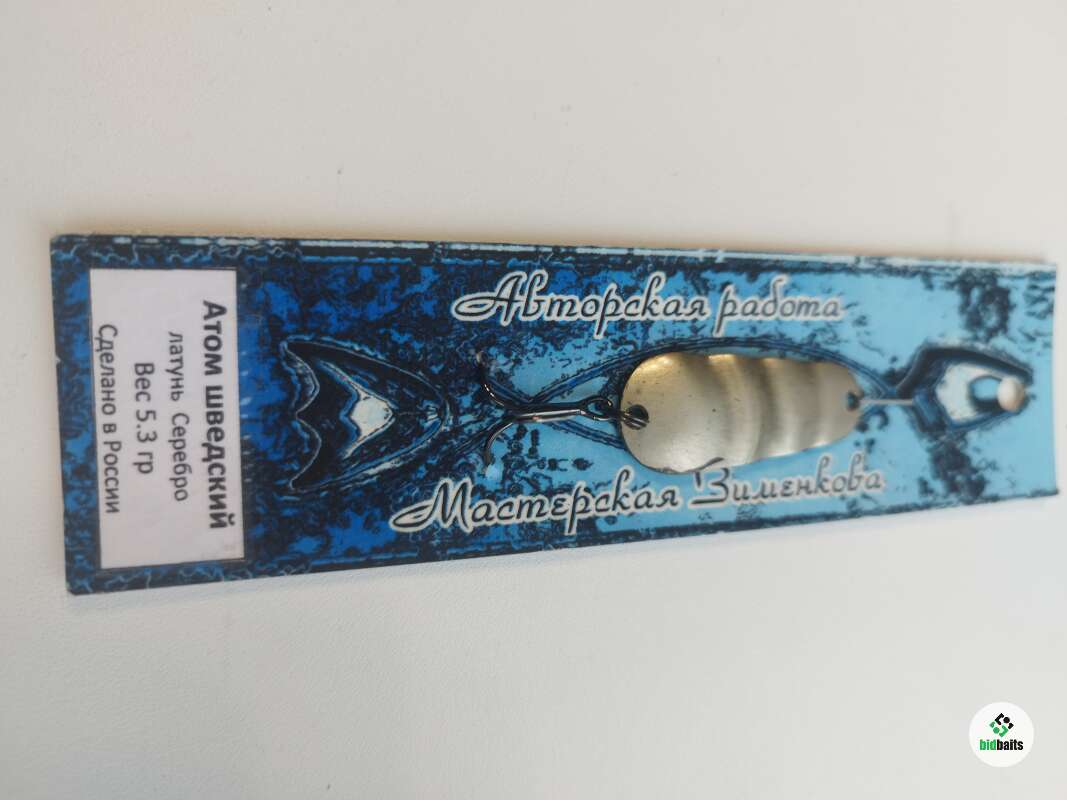 Авторская работа
Мастерская Зименкова
Атом шведский
латунь Серебро
Вес 5.3 гр
Сделано в России
bidbaits